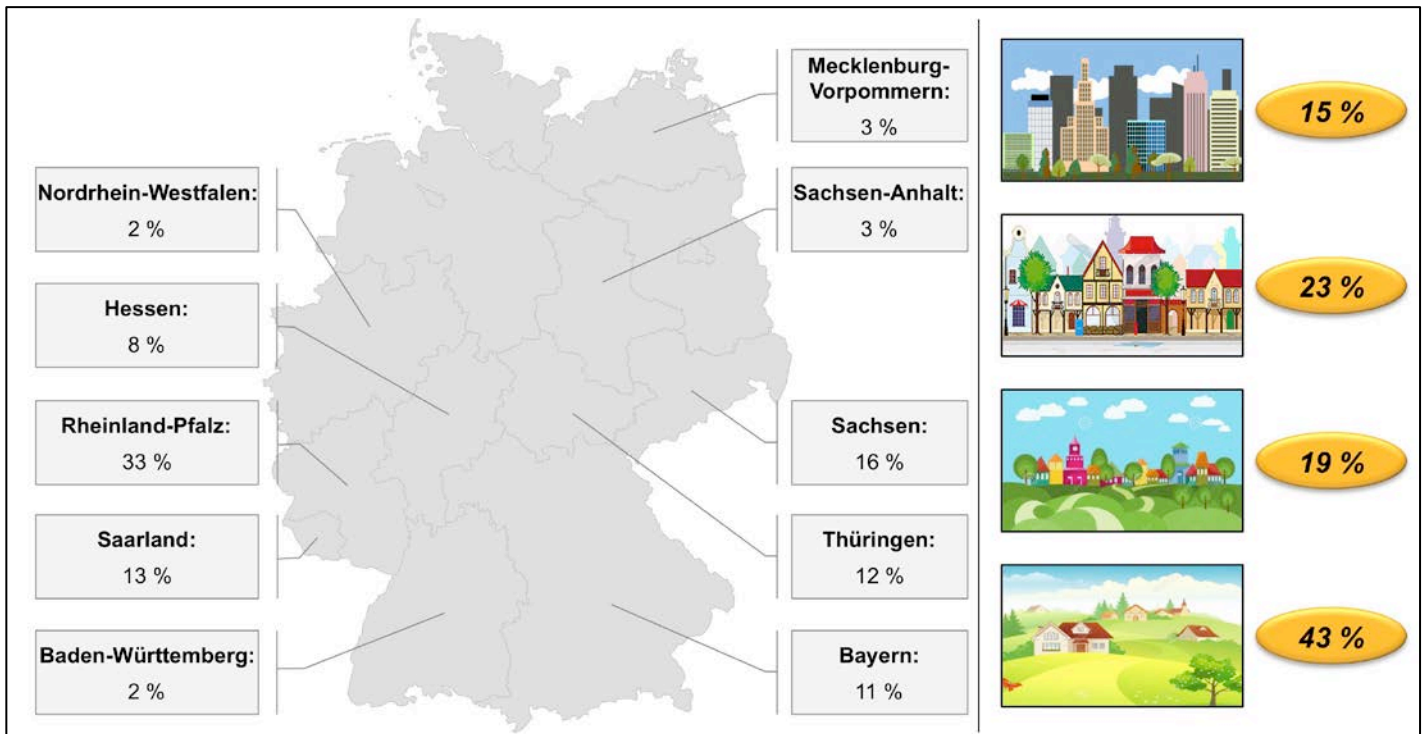 Nordrhein-Westfalen:
2 %
Hessen:
8 %
Rheinland-Pfalz:
33 %
Saarland:
13 %
Baden-Württemberg:
2 %
Mecklenburg-
Vorpommern:
3 %
Sachsen-Anhalt:
3 %
Sachsen:
16 %
Thüringen:
12 %
Bayern:
11 %
15 %
23 %
19 %
43 %